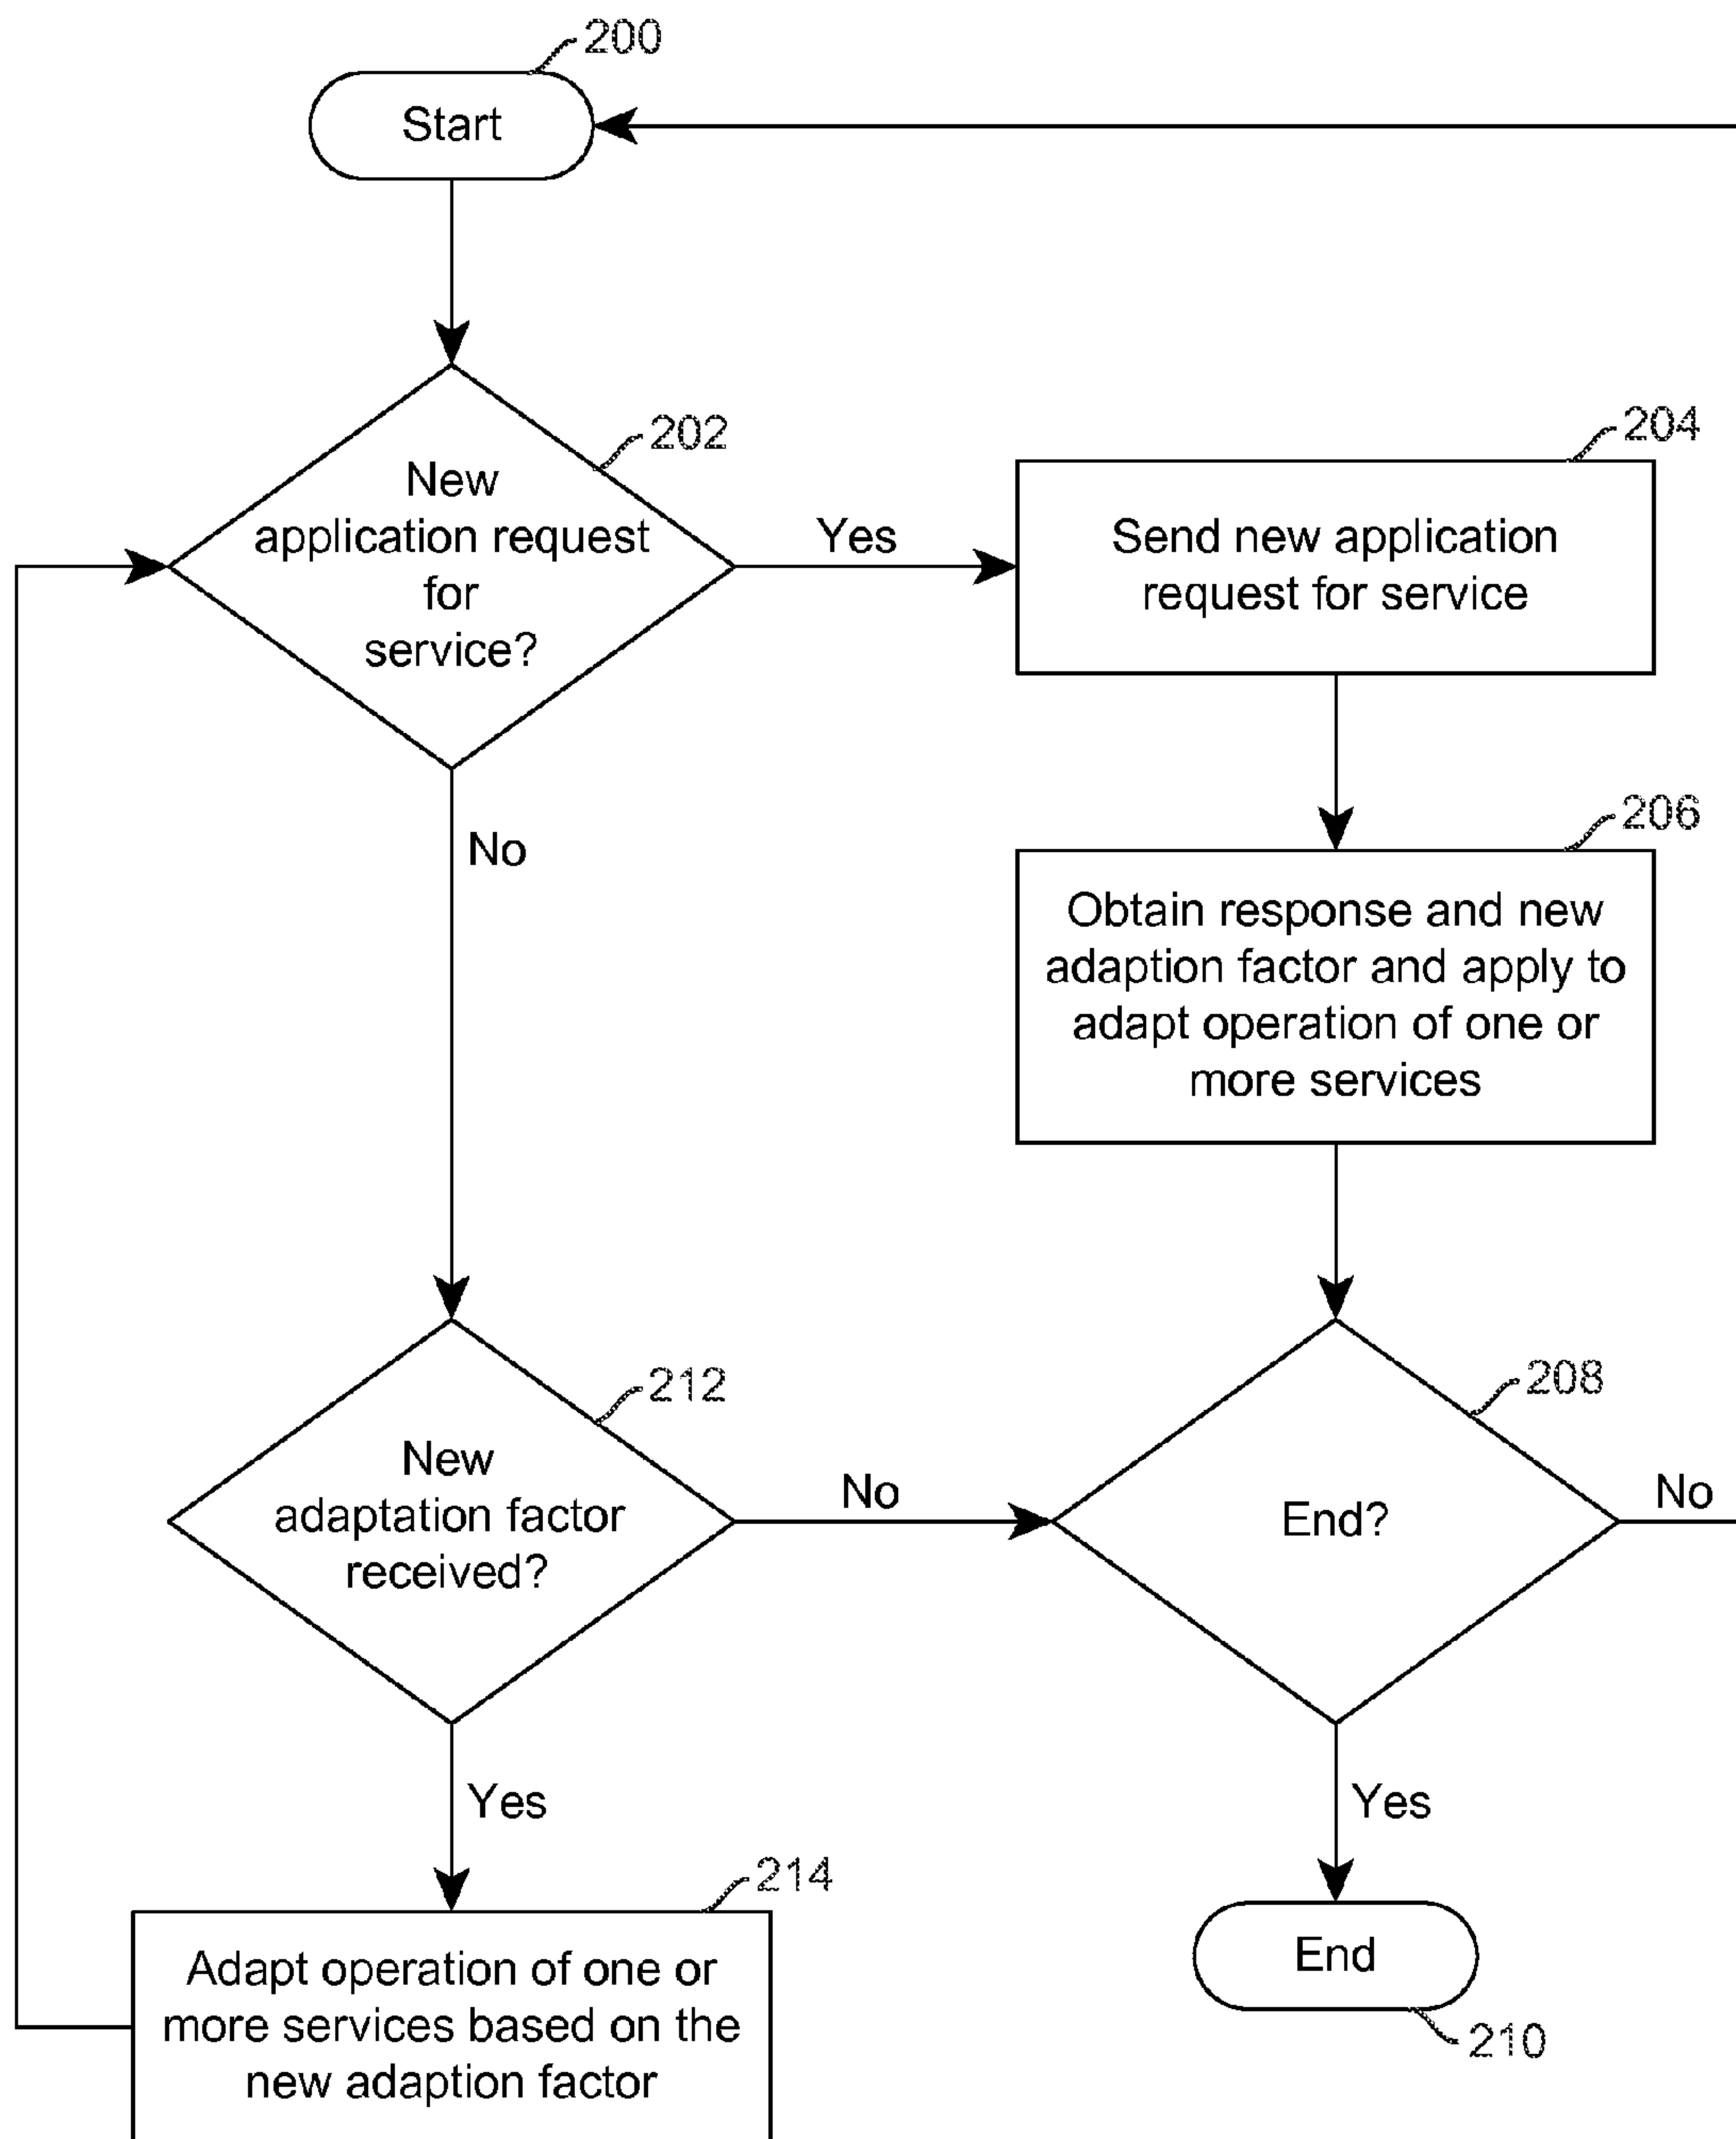 200
Start
202
New
application request
for
service?
Yes
204
Send new application
request for service
No
206
Obtain response and new
adaption factor and apply to
adapt operation of one or
more services
212
New
adaptation factor
received?
No
208
End?
No
Yes
214
Adapt operation of one or
more services based on the
new adaption factor
Yes
End
210